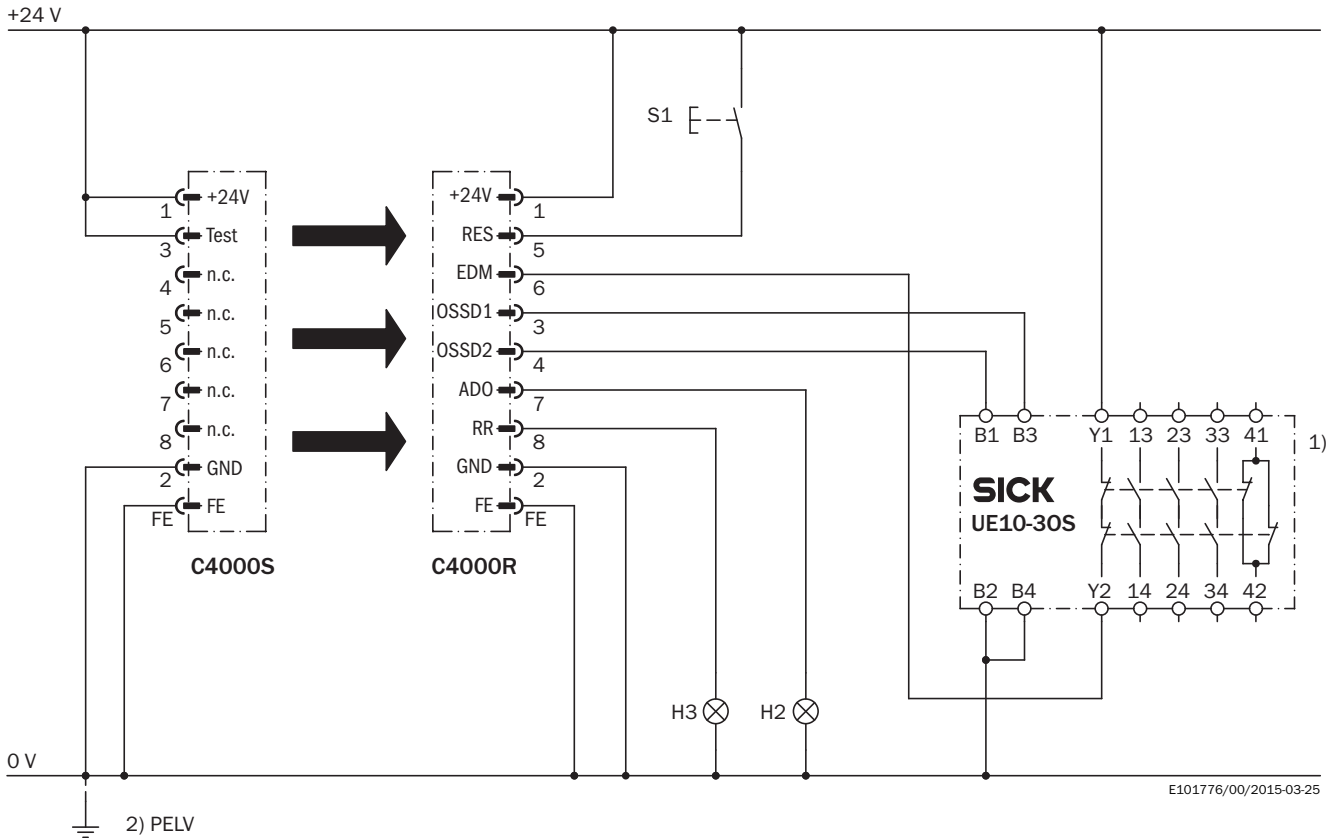 +24 V
S1
+24V
1
Test
3
n.c.
4
n.c.
5
n.c.
6
n.c.
7
n.c.
8
GND
2
FE
FE
C4000S
+24V
1
RES
5
EDM
6
OSSD1
3
OSSD2
4
ADO
7
RR
8
GND
2
FE
FE
C4000R
B1 B3 Y1 13 23 33 41
1)
SICK
UE10-30S
B2 B4 Y2 14 24 34 42
H3
H2
0 V
E101776/00/2015-03-25
2) PELV